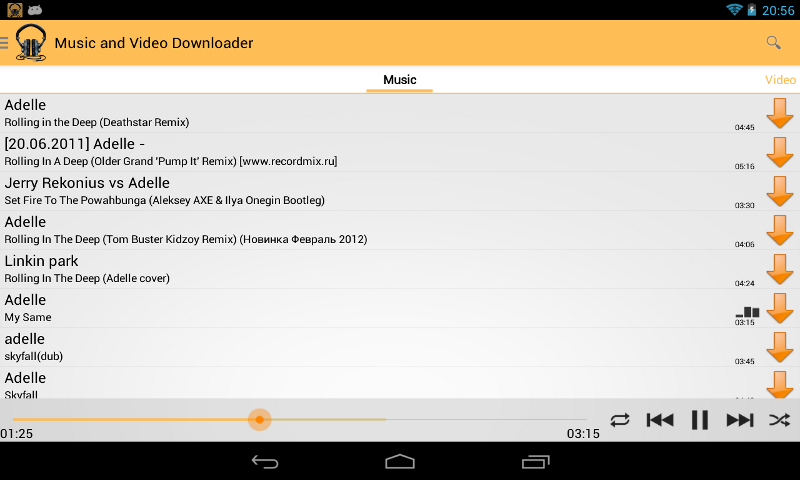 20:56
Music and Video Downloader
Music
Video
Adelle
Rolling in the Deep (Deathstar Remix)
04:45
[20.06.2011] Adelle -
Rolling In A Deep (Older Grand 'Pump It' Remix) [www.recordmix.ru]
05:16
Jerry Rekonius vs Adelle
Set Fire To The Powahbunga (Aleksey AXE & Ilya Onegin Bootleg)
03:30
Adelle
Rolling In The Deep (Tom Buster Kidzoy Remix) (Новинка Февраль 2012)
04:06
Linkin park
Rolling In The Deep (Adelle cover)
04:24
Adelle
My Same
03:15
adelle
skyfall(dub)
03:45
Adelle
Skyfall
01:25
03:15